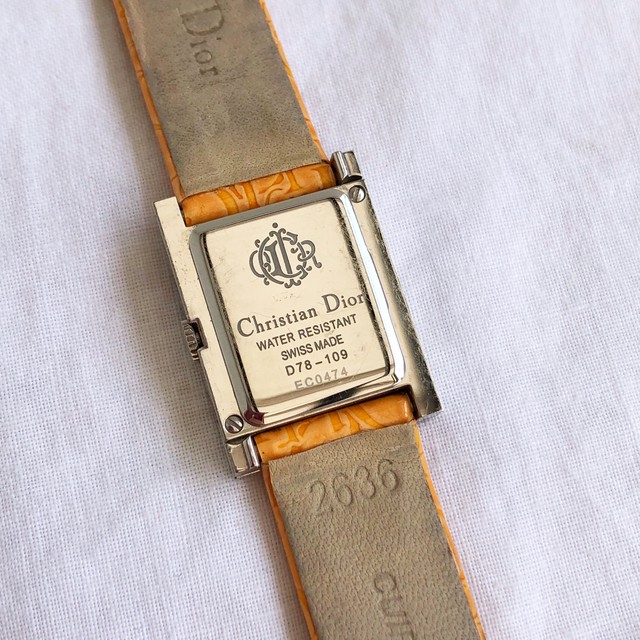 Dior
Christian Dior
WATER RESISTANT
SWISS MADE
D78-109
EC0474
2636